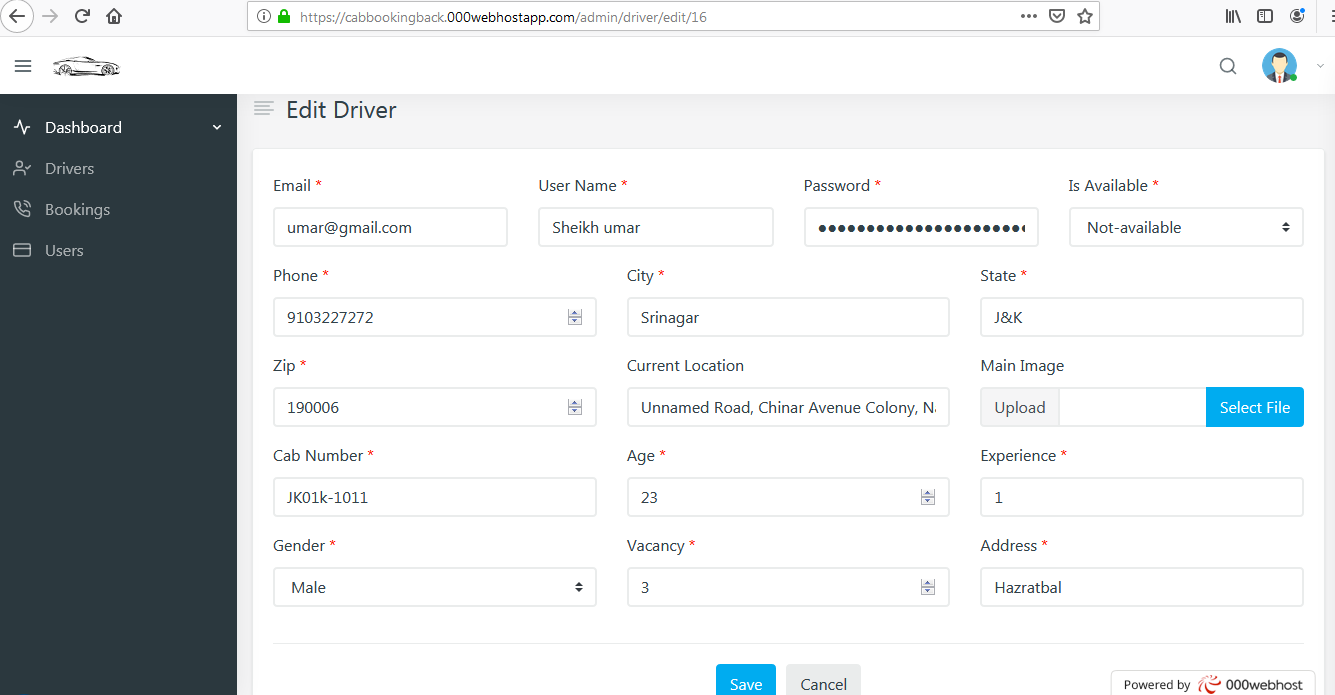 https://cabbookingback.000webhostapp.com/admin/driver/edit/16
Edit Driver
Dashboard
Drivers
Bookings
Users
Email * User Name * Password * Is Available *
umar@gmail.com Sheikh umar ●●●●●●●●●●●●●●●●●●●●●● Not-available
Phone * City * State *
9103227272 Srinagar J&K
Zip * Current Location Main Image
190006 Unnamed Road, Chinar Avenue Colony, Upload Select File
Cab Number * Age * Experience *
JK01k-1011 23 1
Gender * Vacancy * Address *
Male 3 Hazratbal
Save Cancel
Powered by 000webhost